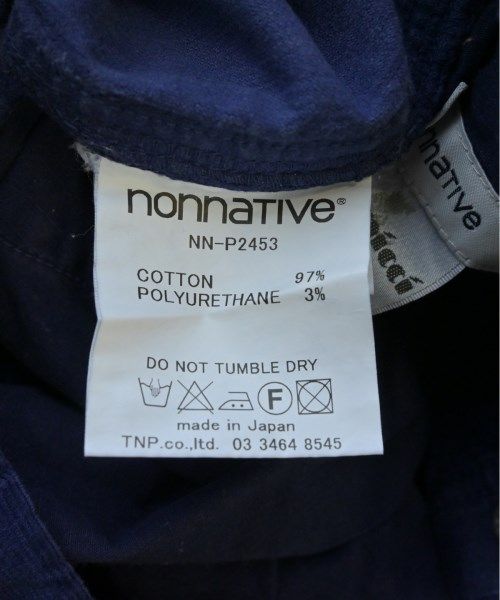 nonnative®
NN-P2453
COTTON 97%
POLYURETHANE 3%
DO NOT TUMBLE DRY
F
made in Japan
TNP.co.,ltd. 03 3464 8545
nnative